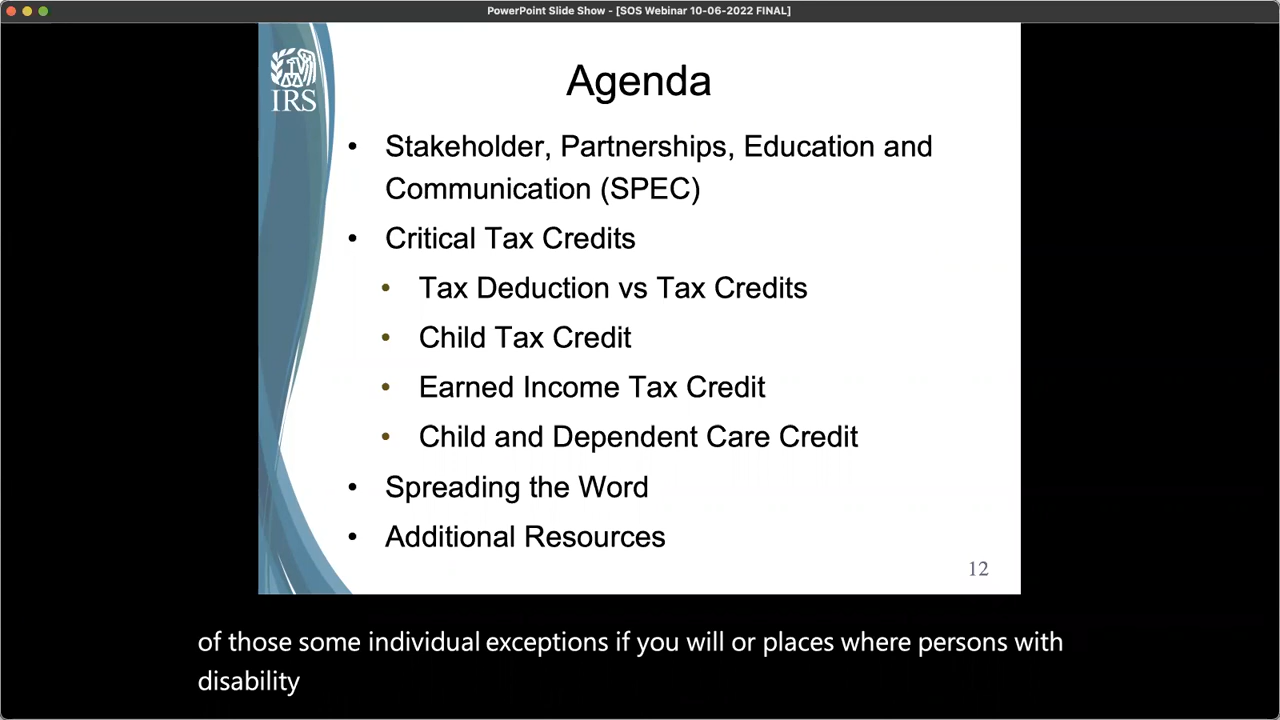 PowerPoint Slide Show - [SOS Webinar 10-06-2022 FINAL]
IRS
Agenda
• Stakeholder, Partnerships, Education and
Communication (SPEC)
• Critical Tax Credits
• Tax Deduction vs Tax Credits
• Child Tax Credit
• Earned Income Tax Credit
• Child and Dependent Care Credit
• Spreading the Word
• Additional Resources
12
of those some individual exceptions if you will or places where persons with
disability